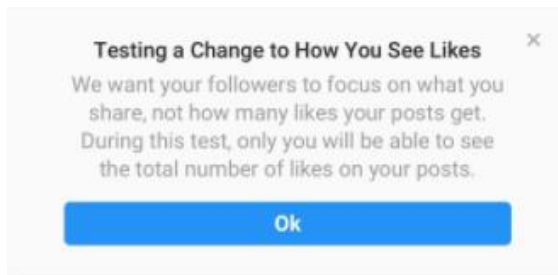 Testing a Change to How You See Likes
We want your followers to focus on what you
share, not how many likes your posts get.
During this test, only you will be able to see
the total number of likes on your posts.
Ok